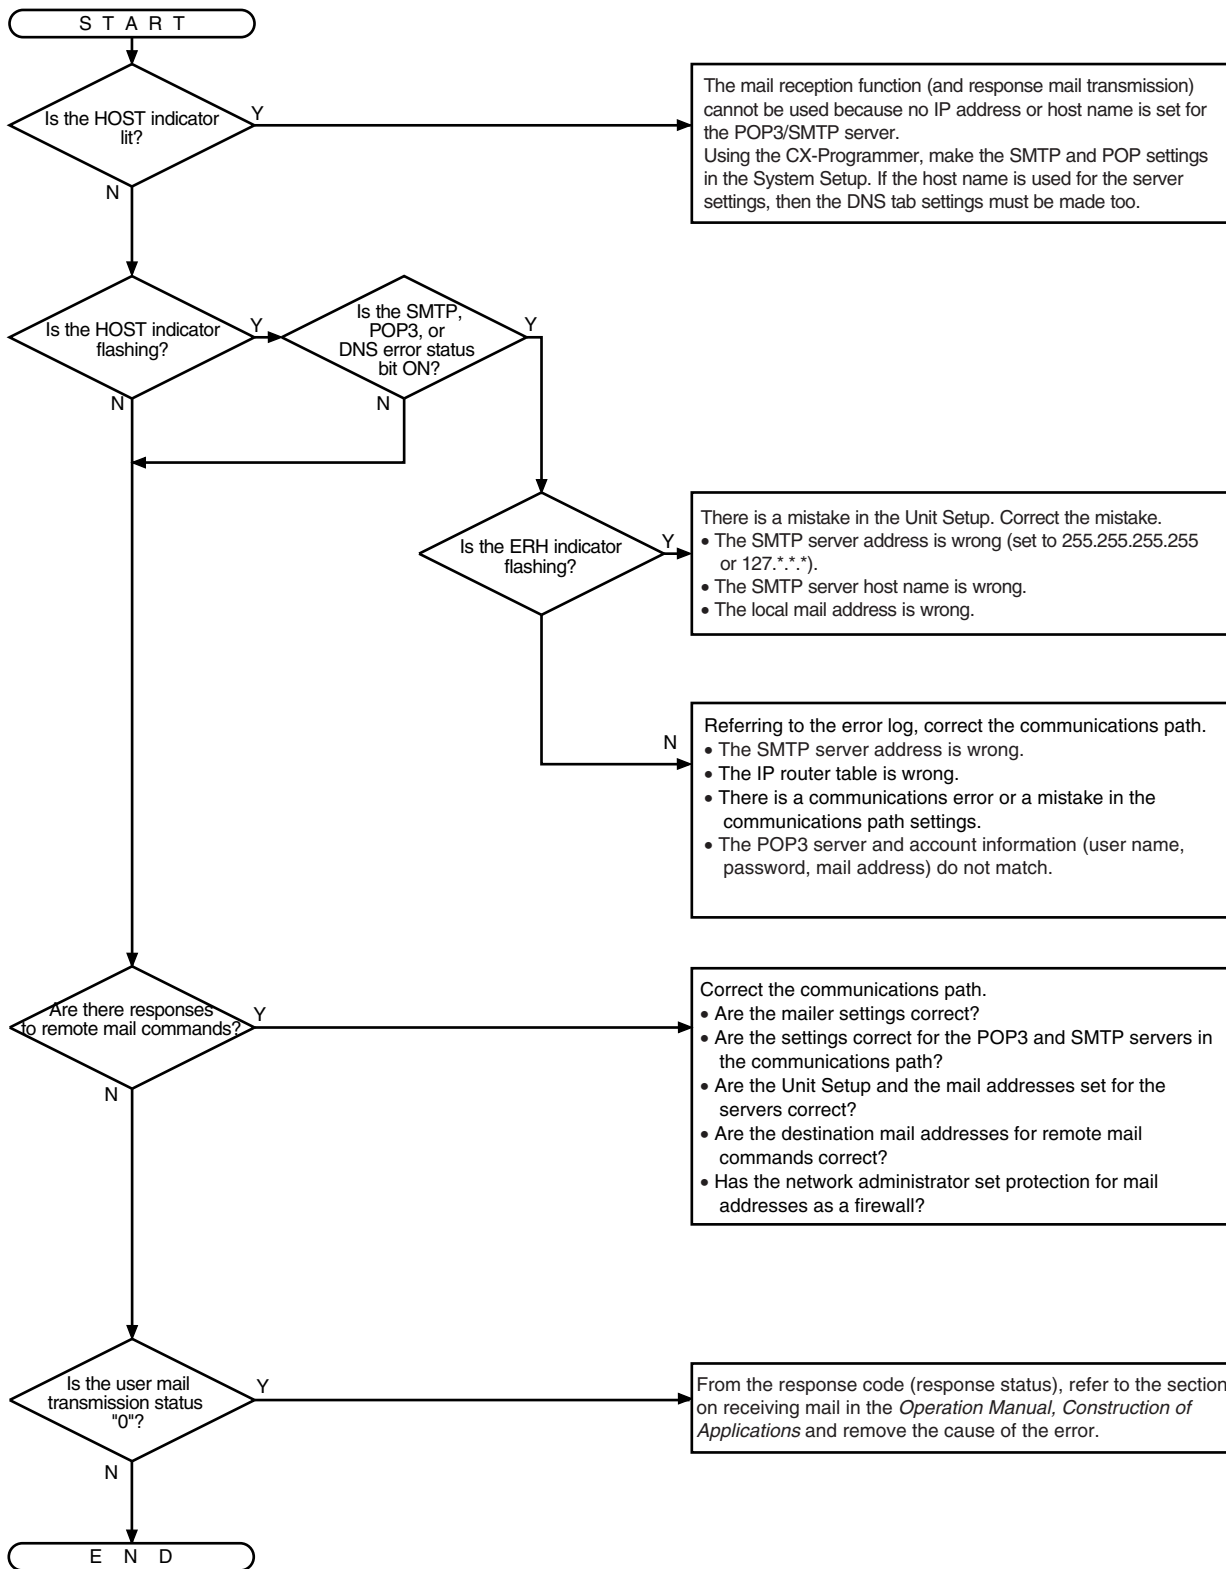 S T A R T
Is the HOST indicator
lit?
Y
N
The mail reception function (and response mail transmission)
cannot be used because no IP address or host name is set for
the POP3/SMTP server.
Using the CX-Programmer, make the SMTP and POP settings
in the System Setup. If the host name is used for the server
settings, then the DNS tab settings must be made too.
Is the HOST indicator
flashing?
Y
N
Is the SMTP,
POP3, or
DNS error status
bit ON?
Y
N
Is the ERH indicator
flashing?
Y
N
There is a mistake in the Unit Setup. Correct the mistake.
• The SMTP server address is wrong (set to 255.255.255.255
or 127.*.*.*).
• The SMTP server host name is wrong.
• The local mail address is wrong.
Referring to the error log, correct the communications path.
• The SMTP server address is wrong.
• The IP router table is wrong.
• There is a communications error or a mistake in the
communications path settings.
• The POP3 server and account information (user name,
password, mail address) do not match.
Are there responses
to remote mail commands?
Y
N
Correct the communications path.
• Are the mailer settings correct?
• Are the settings correct for the POP3 and SMTP servers in
the communications path?
• Are the Unit Setup and the mail addresses set for the
servers correct?
• Are the destination mail addresses for remote mail
commands correct?
• Has the network administrator set protection for mail
addresses as a firewall?
Is the user mail
transmission status
"0"?
Y
N
From the response code (response status), refer to the section
on receiving mail in the Operation Manual, Construction of
Applications and remove the cause of the error.
E N D